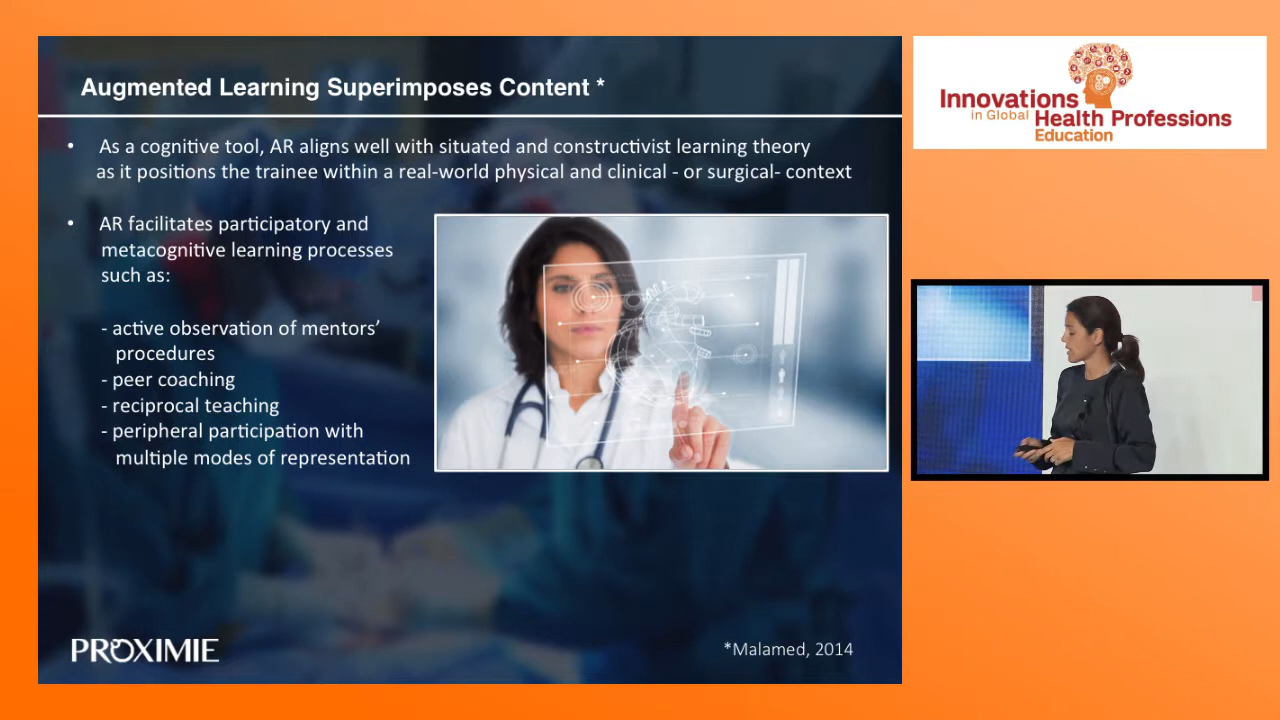 Augmented Learning Superimposes Content *
• As a cognitive tool, AR aligns well with situated and constructivist learning theory
as it positions the trainee within a real-world physical and clinical - or surgical- context
• AR facilitates participatory and
metacognitive learning processes
such as:
- active observation of mentors’
procedures
- peer coaching
- reciprocal teaching
- peripheral participation with
multiple modes of representation
PROXIMIE
*Malamed, 2014
Innovations
in Global Health Professions
Education